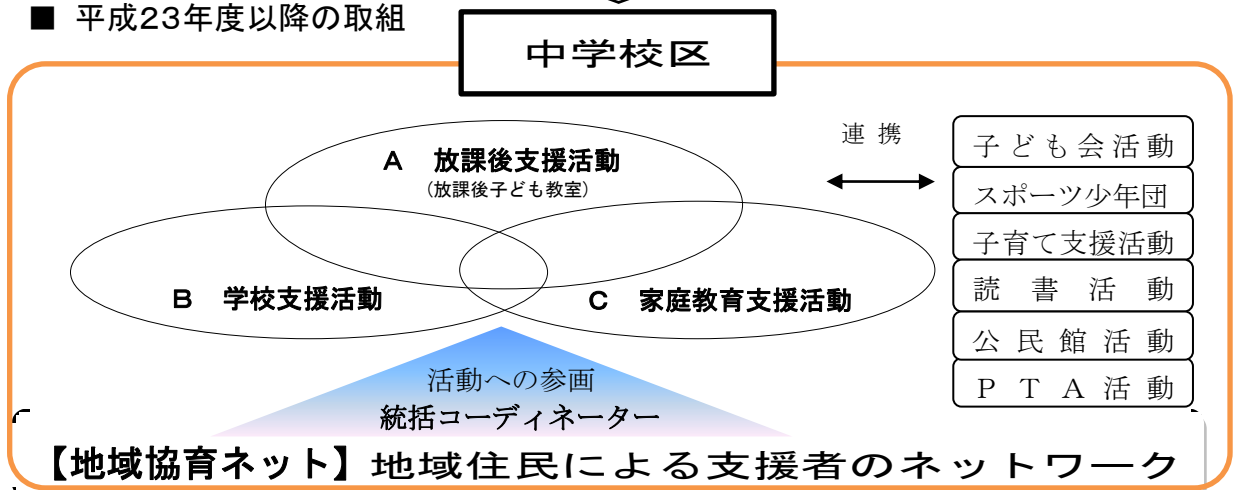 ■ 平成23年度以降の取組
中学校区
A 放課後支援活動
(放課後子ども教室)
B 学校支援活動
C 家庭教育支援活動
連 携
子ども会活動
スポーツ少年団
子育て支援活動
読 書 活 動
公 民 館 活 動
P T A 活 動
活動への参画
統括コーディネーター
【地域協育ネット】地域住民による支援者のネットワーク